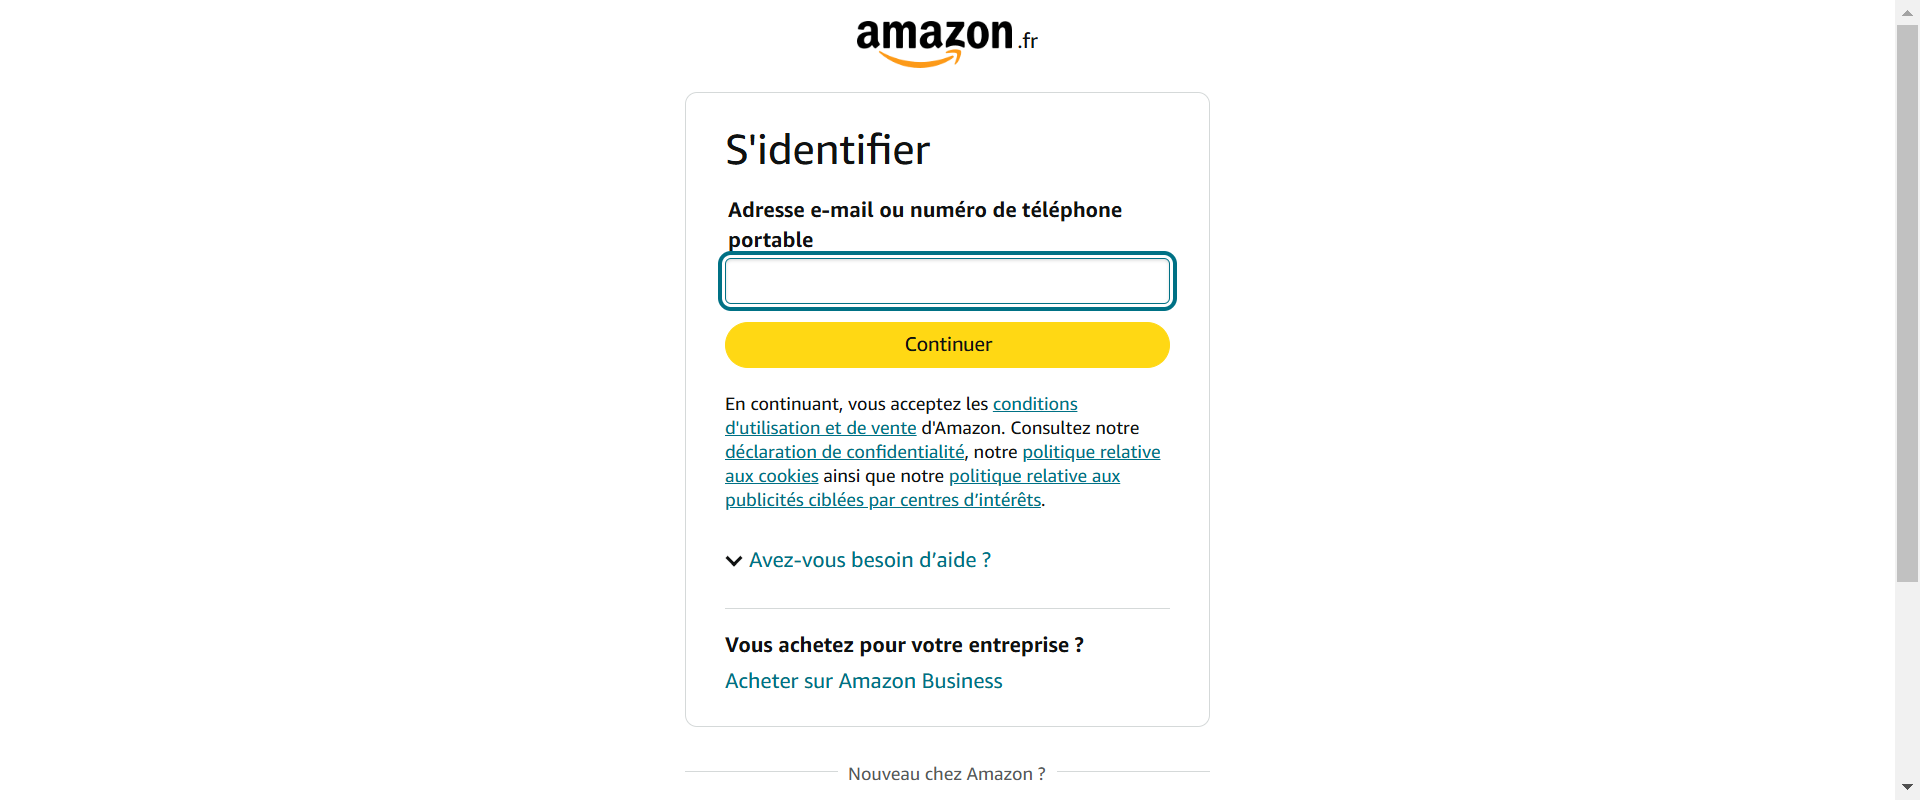 amazon.fr
S'identifier
Adresse e-mail ou numéro de téléphone
portable
Continuer
En continuant, vous acceptez les conditions
d'utilisation et de vente d'Amazon. Consultez notre
déclaration de confidentialité, notre politique relative
aux cookies ainsi que notre politique relative aux
publicités ciblées par centres d’intérêts.
Avez-vous besoin d’aide ?
Vous achetez pour votre entreprise ?
Acheter sur Amazon Business
Nouveau chez Amazon ?